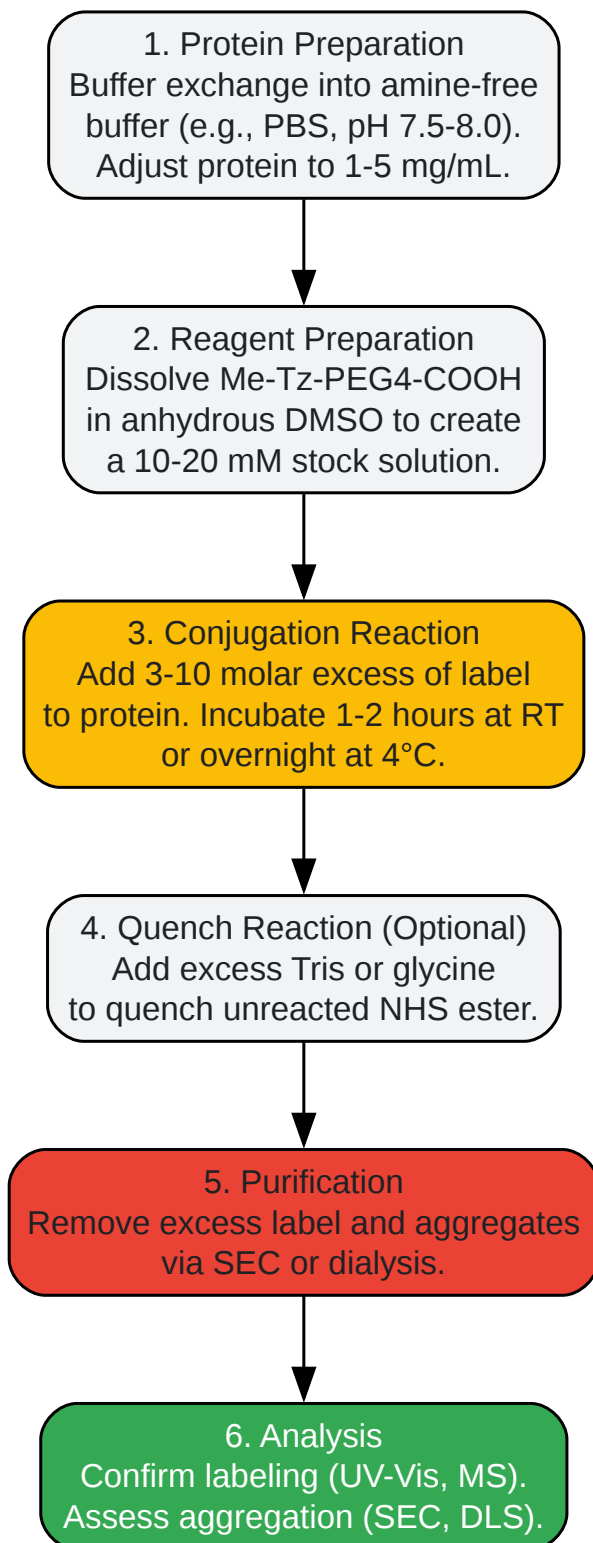 1. Protein Preparation
Buffer exchange into amine-free
buffer (e.g., PBS, pH 7.5-8.0).
Adjust protein to 1-5 mg/mL.
2. Reagent Preparation
Dissolve Me-Tz-PEG4-COOH
in anhydrous DMSO to create
a 10-20 mM stock solution.
3. Conjugation Reaction
Add 3-10 molar excess of label
to protein. Incubate 1-2 hours at RT
or overnight at 4°C.
4. Quench Reaction (Optional)
Add excess Tris or glycine
to quench unreacted NHS ester.
5. Purification
Remove excess label and aggregates
via SEC or dialysis.
6. Analysis
Confirm labeling (UV-Vis, MS).
Assess aggregation (SEC, DLS).